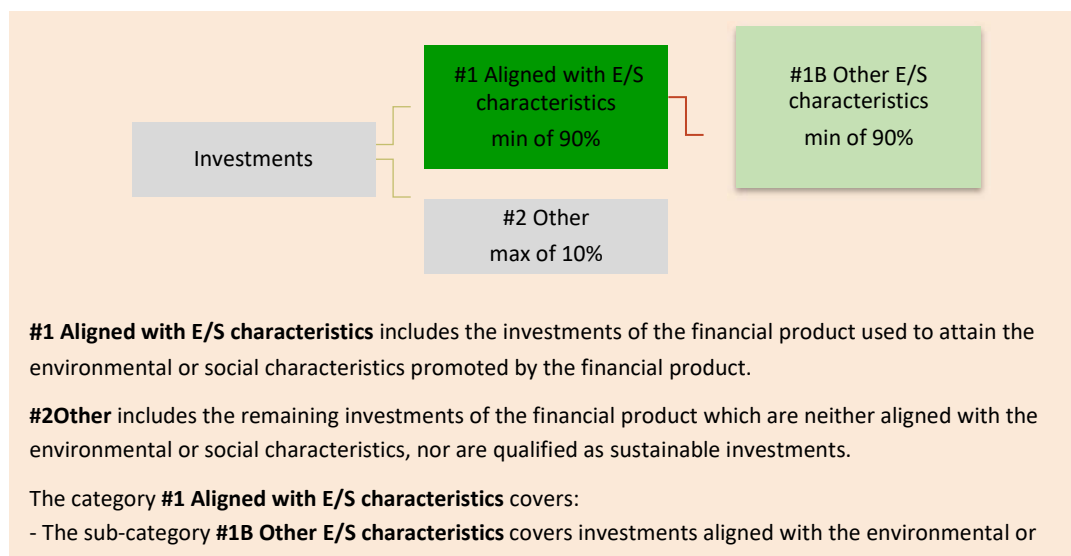 Investments
#1 Aligned with E/S
characteristics
min of 90%
#1B Other E/S
characteristics
min of 90%
#2 Other
max of 10%
#1 Aligned with E/S characteristics includes the investments of the financial product used to attain the
environmental or social characteristics promoted by the financial product.
#2Other includes the remaining investments of the financial product which are neither aligned with the
environmental or social characteristics, nor are qualified as sustainable investments.
The category #1 Aligned with E/S characteristics covers:
- The sub-category #1B Other E/S characteristics covers investments aligned with the environmental or